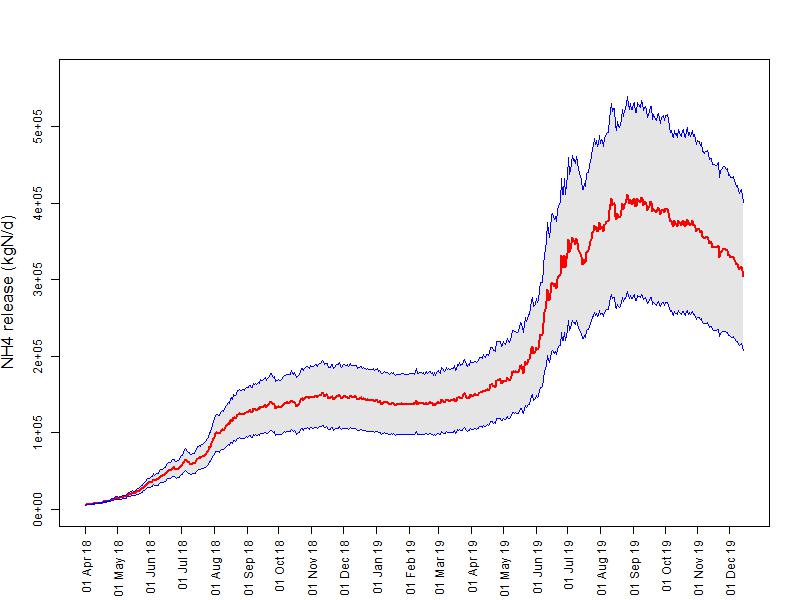 NH4 release (kgN/d)
5e+05
4e+05
3e+05
2e+05
1e+05
0e+00
01 Apr 18
01 May 18
01 Jun 18
01 Jul 18
01 Aug 18
01 Sep 18
01 Oct 18
01 Nov 18
01 Dec 18
01 Jan 19
01 Feb 19
01 Mar 19
01 Apr 19
01 May 19
01 Jun 19
01 Jul 19
01 Aug 19
01 Sep 19
01 Oct 19
01 Nov 19
01 Dec 19